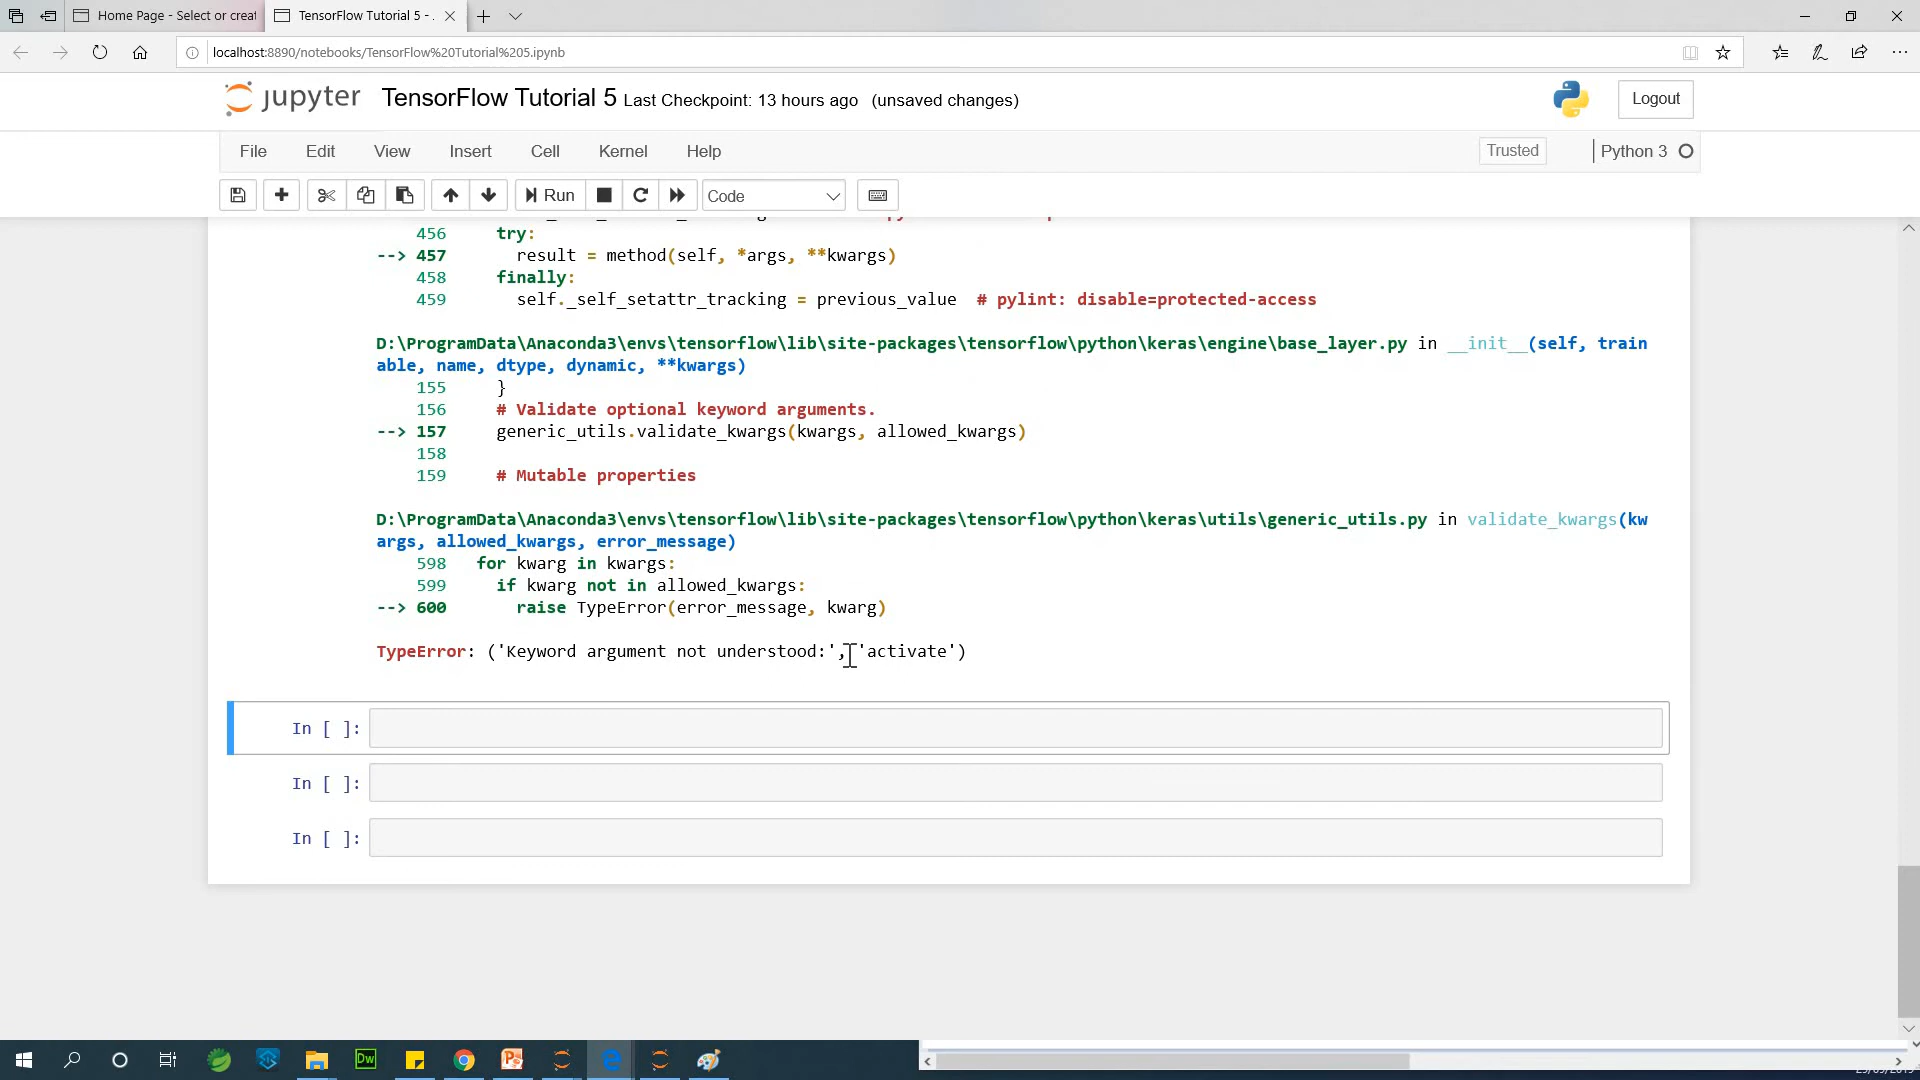 Home Page - Select or creat
TensorFlow Tutorial 5 - .
localhost:8890/notebooks/TensorFlow%20Tutorial%205.ipynb
jupyter TensorFlow Tutorial 5 Last Checkpoint: 13 hours ago (unsaved changes)
Logout
File Edit View Insert Cell Kernel Help
Trusted
Python 3
Run
Code
456 try:
--> 457 result = method(self, *args, **kwargs)
458 finally:
459 self._self_setattr_tracking = previous_value # pylint: disable=protected-access
D:\ProgramData\Anaconda3\envs\tensorflow\lib\site-packages\tensorflow\python\keras\engine\base_layer.py in __init__(self, train
able, name, dtype, dynamic, **kwargs)
155 }
156 # Validate optional keyword arguments.
--> 157 generic_utils.validate_kwargs(kwargs, allowed_kwargs)
158
159 # Mutable properties
D:\ProgramData\Anaconda3\envs\tensorflow\lib\site-packages\tensorflow\python\keras\utils\generic_utils.py in validate_kwargs(kw
args, allowed_kwargs, error_message)
598 for kwarg in kwargs:
599 if kwarg not in allowed_kwargs:
--> 600 raise TypeError(error_message, kwarg)
TypeError: ('Keyword argument not understood:', 'activate')
In [ ]:
In [ ]:
In [ ]:
Dw